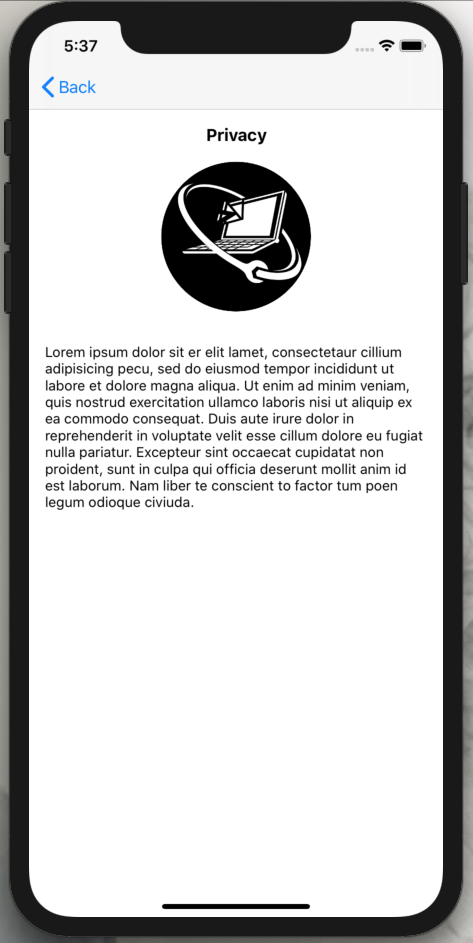 5:37
Back
Privacy
Lorem ipsum dolor sit er elit lamet, consectetaur cillium
adipisicing pecu, sed do eiusmod tempor incididunt ut
labore et dolore magna aliqua. Ut enim ad minim veniam,
quis nostrud exercitation ullamco laboris nisi ut aliquip ex
ea commodo consequat. Duis aute irure dolor in
reprehenderit in voluptate velit esse cillum dolore eu fugiat
nulla pariatur. Excepteur sint occaecat cupidatat non
proident, sunt in culpa qui officia deserunt mollit anim id
est laborum. Nam liber te conscient to factor tum poen
legum odioque civiuda.